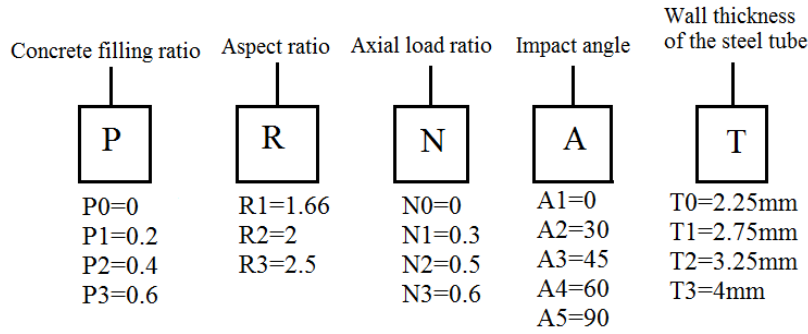 Concrete filling ratio
Aspect ratio
Axial load ratio
Impact angle
Wall thickness
of the steel tube
P
R
N
A
T
P0=0
P1=0.2
P2=0.4
P3=0.6
R1=1.66
R2=2
R3=2.5
N0=0
N1=0.3
N2=0.5
N3=0.6
A1=0
A2=30
A3=45
A4=60
A5=90
T0=2.25mm
T1=2.75mm
T2=3.25mm
T3=4mm